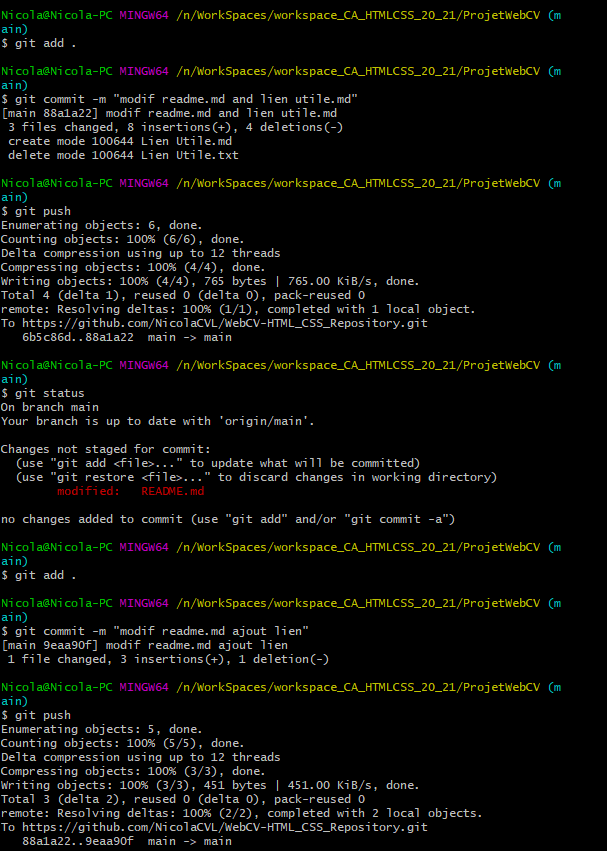 Nicola@Nicola-PC MINGW64 /n/WorkSpaces/workspace_CA_HTMLCSS_20_21/ProjetWebCV (m
ain)
$ git add .

Nicola@Nicola-PC MINGW64 /n/WorkSpaces/workspace_CA_HTMLCSS_20_21/ProjetWebCV (m
ain)
$ git commit -m "modif readme.md and lien utile.md"
[main 88a1a22] modif readme.md and lien utile.md
 3 files changed, 8 insertions(+), 4 deletions(-)
 create mode 100644 Lien Utile.md
 delete mode 100644 Lien Utile.txt

Nicola@Nicola-PC MINGW64 /n/WorkSpaces/workspace_CA_HTMLCSS_20_21/ProjetWebCV (m
ain)
$ git push
Enumerating objects: 6, done.
Counting objects: 100% (6/6), done.
Delta compression using up to 12 threads
Compressing objects: 100% (4/4), done.
Writing objects: 100% (4/4), 765 bytes | 765.00 KiB/s, done.
Total 4 (delta 1), reused 0 (delta 0), pack-reused 0
remote: Resolving deltas: 100% (1/1), completed with 1 local object.
To https://github.com/NicolaCVL/WebCV-HTML_CSS_Repository.git
   6b5c86d..88a1a22  main -> main

Nicola@Nicola-PC MINGW64 /n/WorkSpaces/workspace_CA_HTMLCSS_20_21/ProjetWebCV (m
ain)
$ git status
On branch main
Your branch is up to date with 'origin/main'.

Changes not staged for commit:
  (use "git add <file>..." to update what will be committed)
  (use "git restore <file>..." to discard changes in working directory)
        modified:   README.md

no changes added to commit (use "git add" and/or "git commit -a")

Nicola@Nicola-PC MINGW64 /n/WorkSpaces/workspace_CA_HTMLCSS_20_21/ProjetWebCV (m
ain)
$ git add .

Nicola@Nicola-PC MINGW64 /n/WorkSpaces/workspace_CA_HTMLCSS_20_21/ProjetWebCV (m
ain)
$ git commit -m "modif readme.md ajout lien"
[main 9eaa90f] modif readme.md ajout lien
 1 file changed, 3 insertions(+), 1 deletion(-)

Nicola@Nicola-PC MINGW64 /n/WorkSpaces/workspace_CA_HTMLCSS_20_21/ProjetWebCV (m
ain)
$ git push
Enumerating objects: 5, done.
Counting objects: 100% (5/5), done.
Delta compression using up to 12 threads
Compressing objects: 100% (3/3), done.
Writing objects: 100% (3/3), 451 bytes | 451.00 KiB/s, done.
Total 3 (delta 2), reused 0 (delta 0), pack-reused 0
remote: Resolving deltas: 100% (2/2), completed with 2 local objects.
To https://github.com/NicolaCVL/WebCV-HTML_CSS_Repository.git
   88a1a22..9eaa90f  main -> main